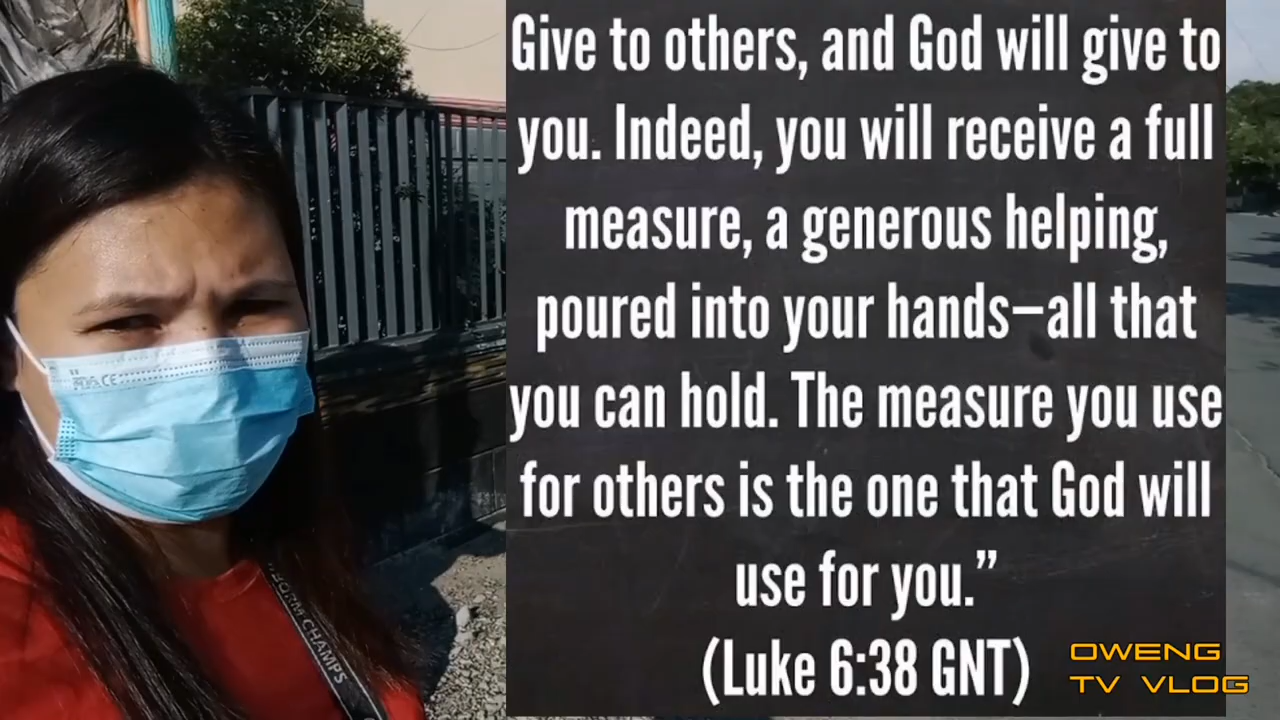 Give to others, and God will give to
you. Indeed, you will receive a full
measure, a generous helping,
poured into your hands—all that
you can hold. The measure you use
for others is the one that God will
use for you.”
(Luke 6:38 GNT)
OWENG
TV VLOG
CHAMPS